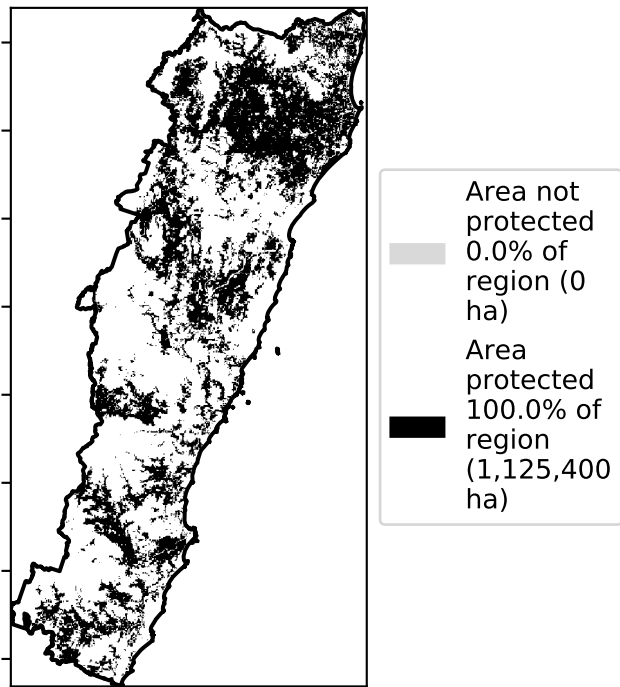 Area not
protected
0.0% of
region (0
ha)
Area
protected
100.0% of
region
(1,125,400
ha)